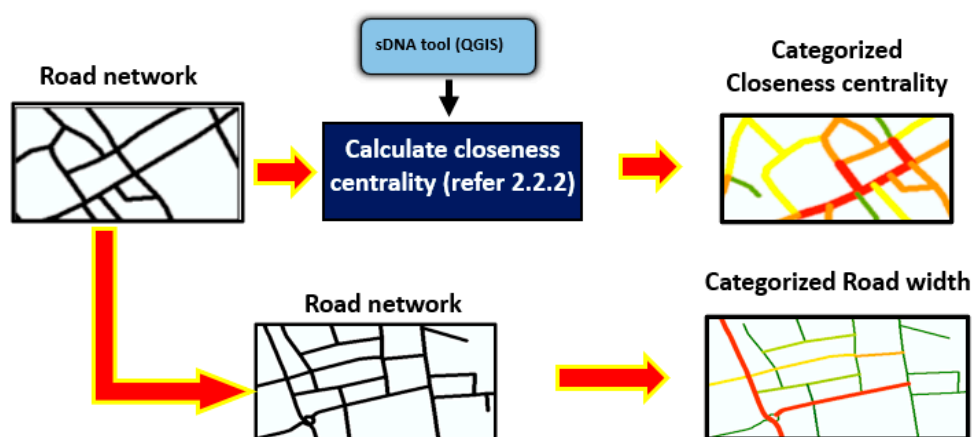 sDNA tool (QGIS)
Road network
Categorized
Closeness centrality
Calculate closeness
centrality (refer 2.2.2)
Road network
Categorized Road width